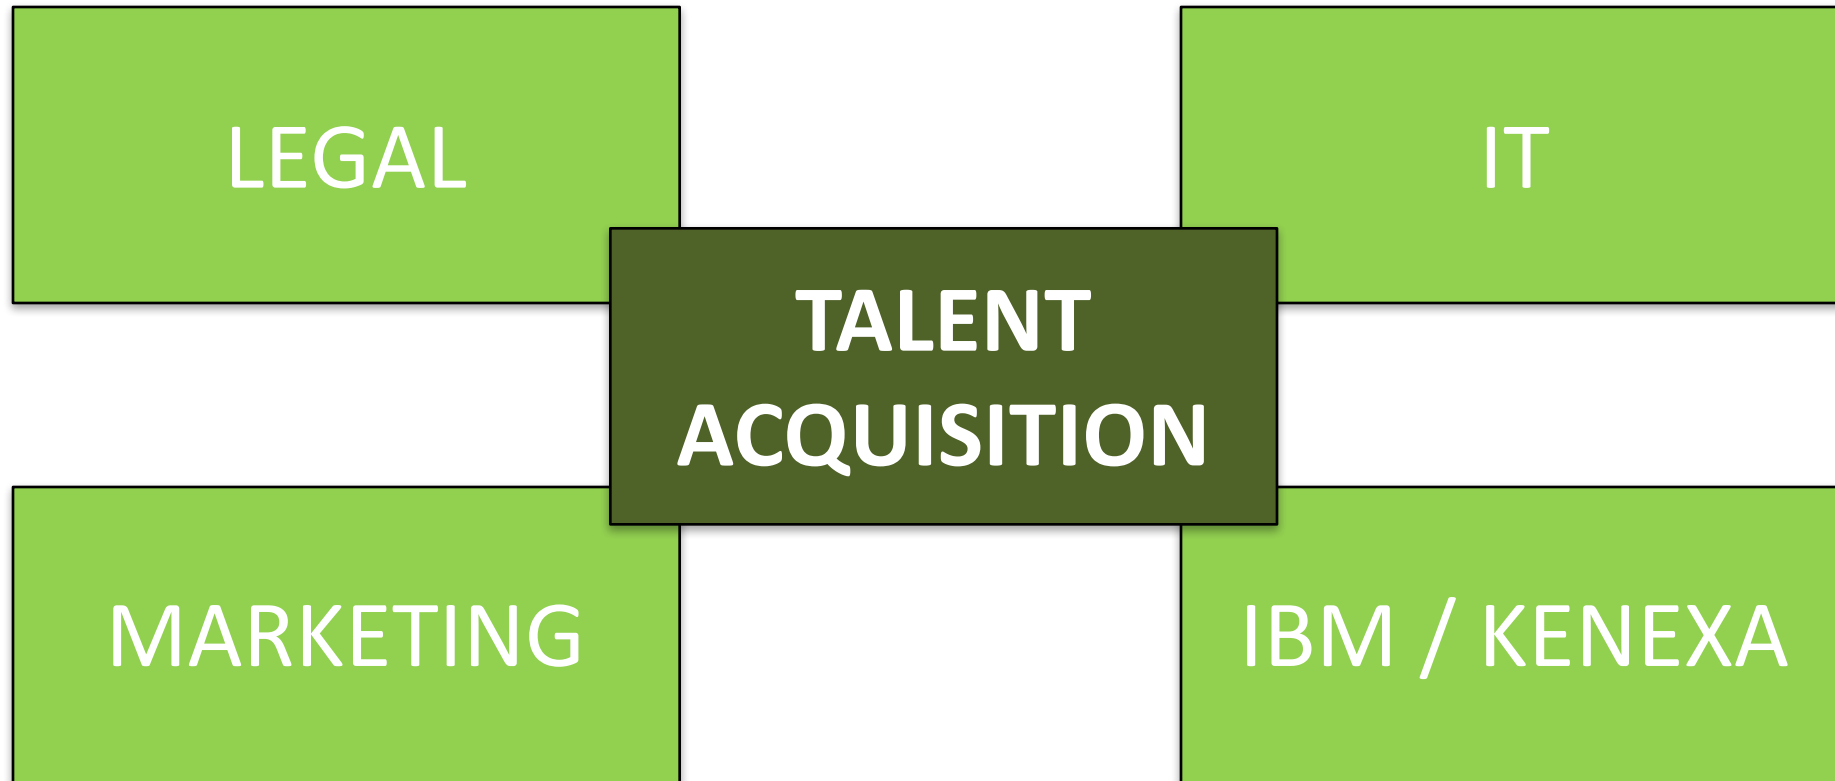 LEGAL
IT
TALENT
ACQUISITION
MARKETING
IBM / KENEXA